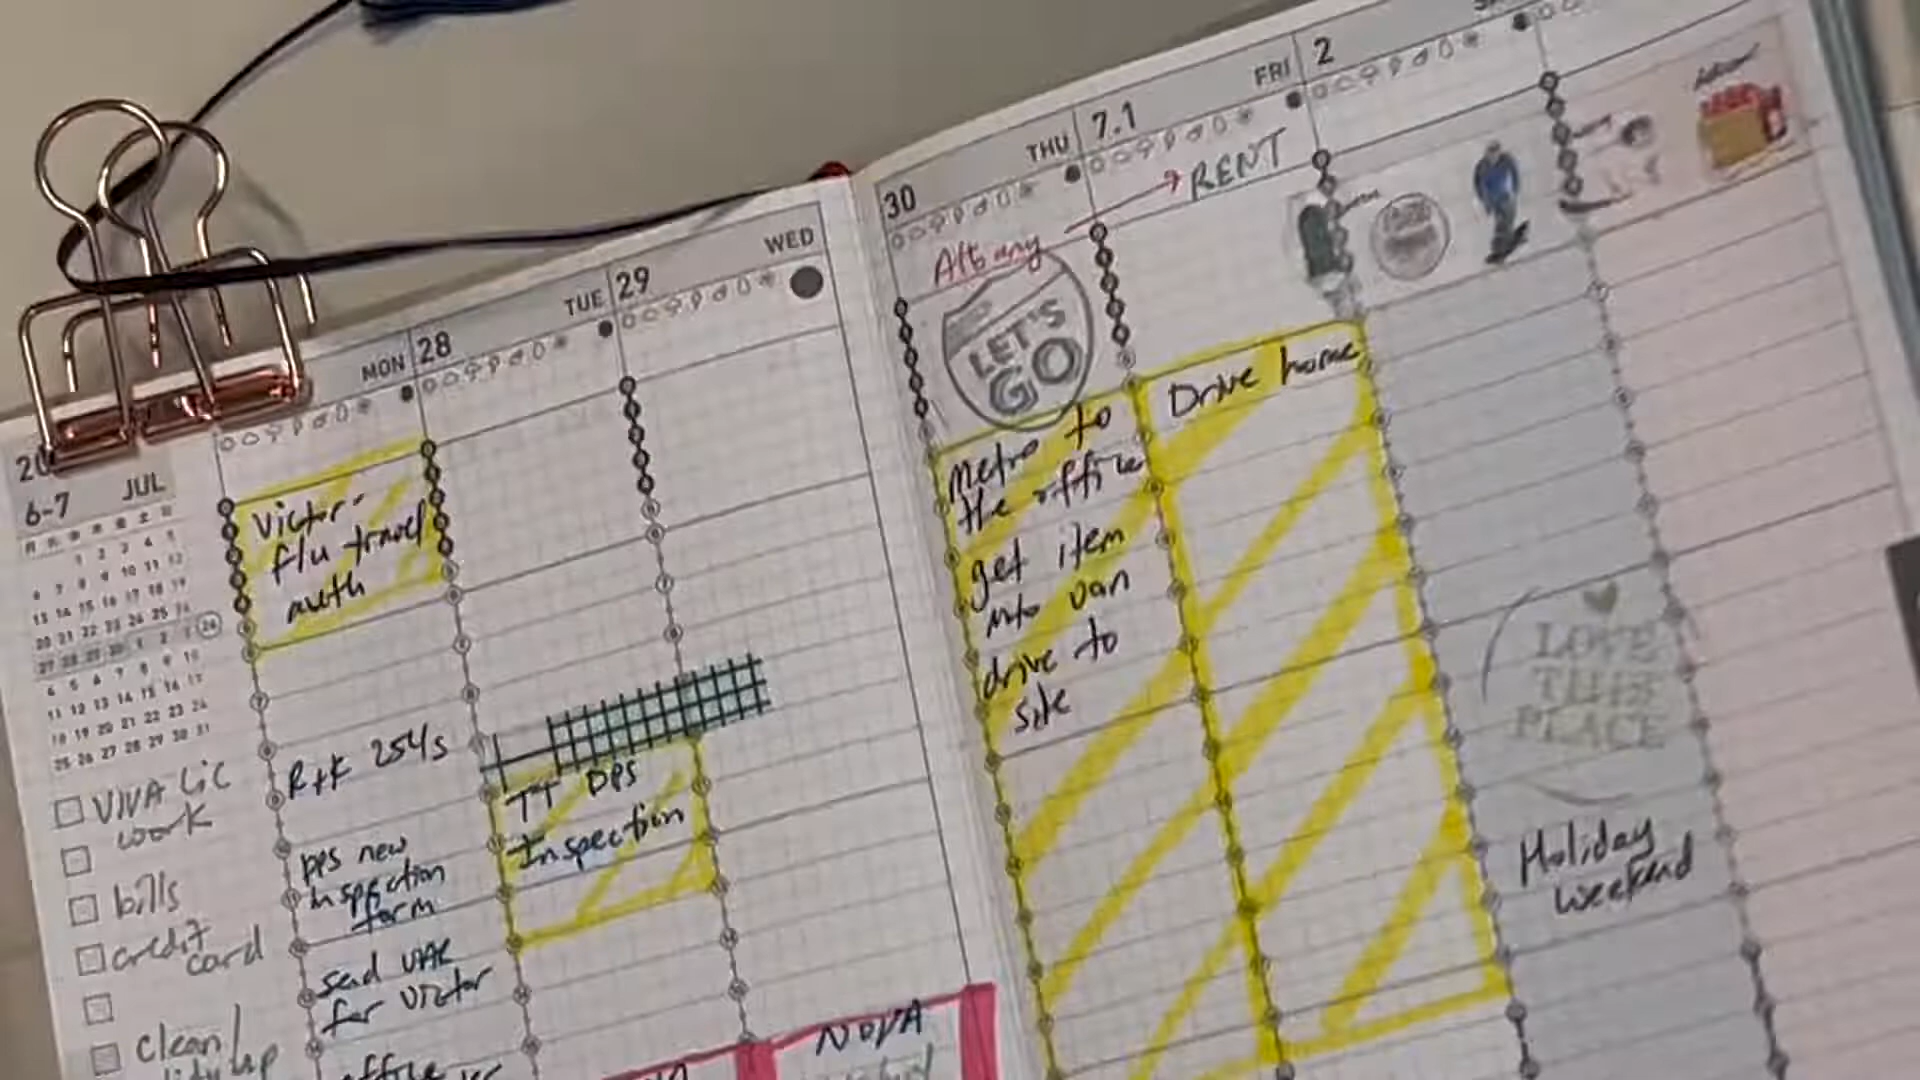 MON
28
TUE
29
WED
30
THU
7.1
FRI
2
6-7
JUL
Victor-
flu travel
auth
R+K 254s
DPS new
inspection
form
send
for Victor
office
TT DPS
Inspection
NOVA
VIVA Lic
work
bills
credit
card
clean/
Albany
RENT
LET'S
GO
Metro to
the office
get item
into van
drive to
site
Drive home
LOVE
THIS
PLACE
Holiday
weekend